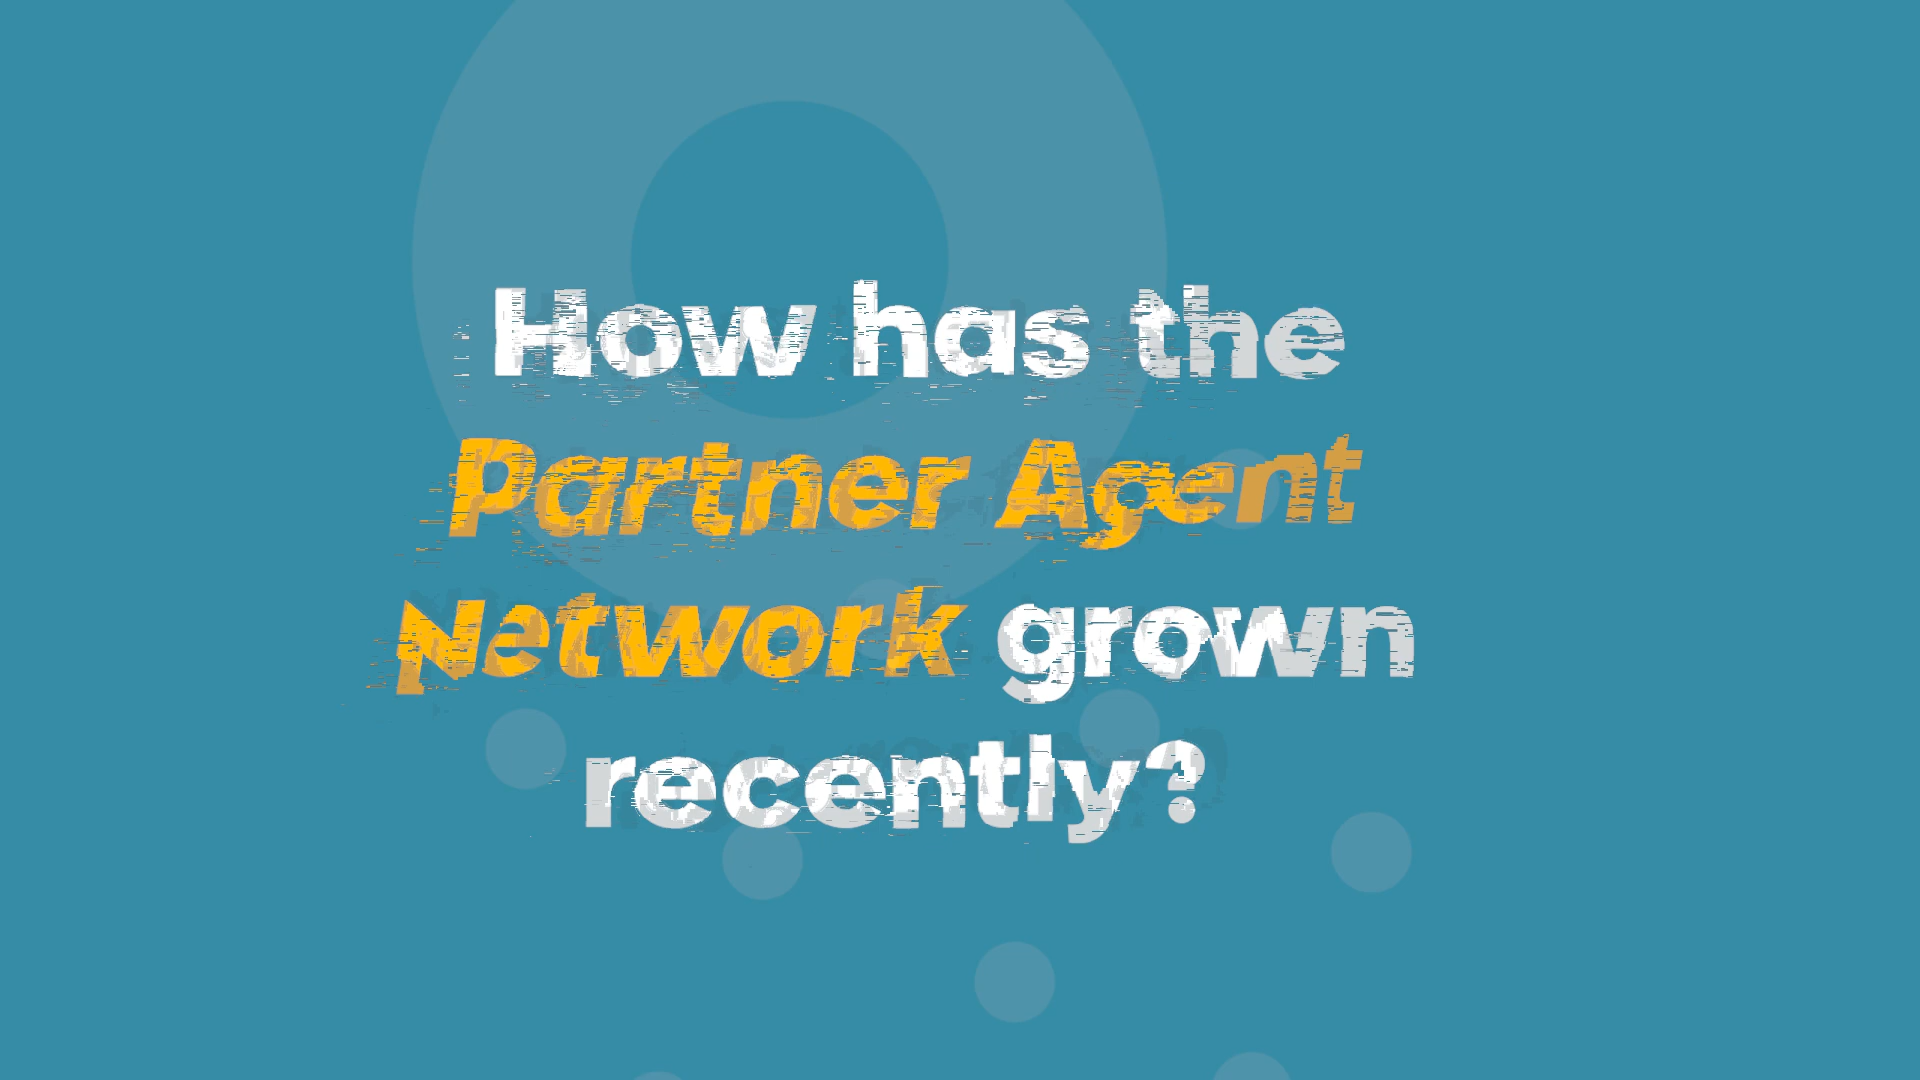 How has the
Partner Agent
Network grown
recently?